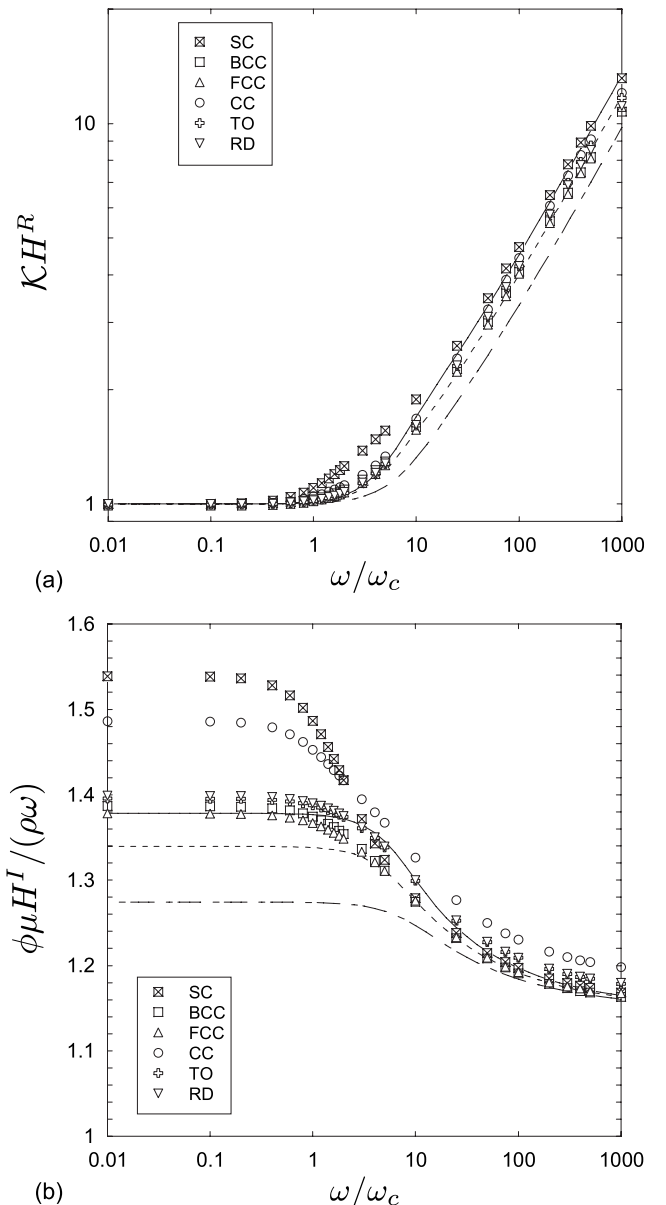 10
1
𝒦H^R
SC
BCC
FCC
CC
TO
RD
0.01 0.1 1 10 100 1000
(a) ω/ω_c
1.6
1.5
1.4
1.3
1.2
1.1
1
ϕμH^I/(ρω)
SC
BCC
FCC
CC
TO
RD
0.01 0.1 1 10 100 1000
(b) ω/ω_c